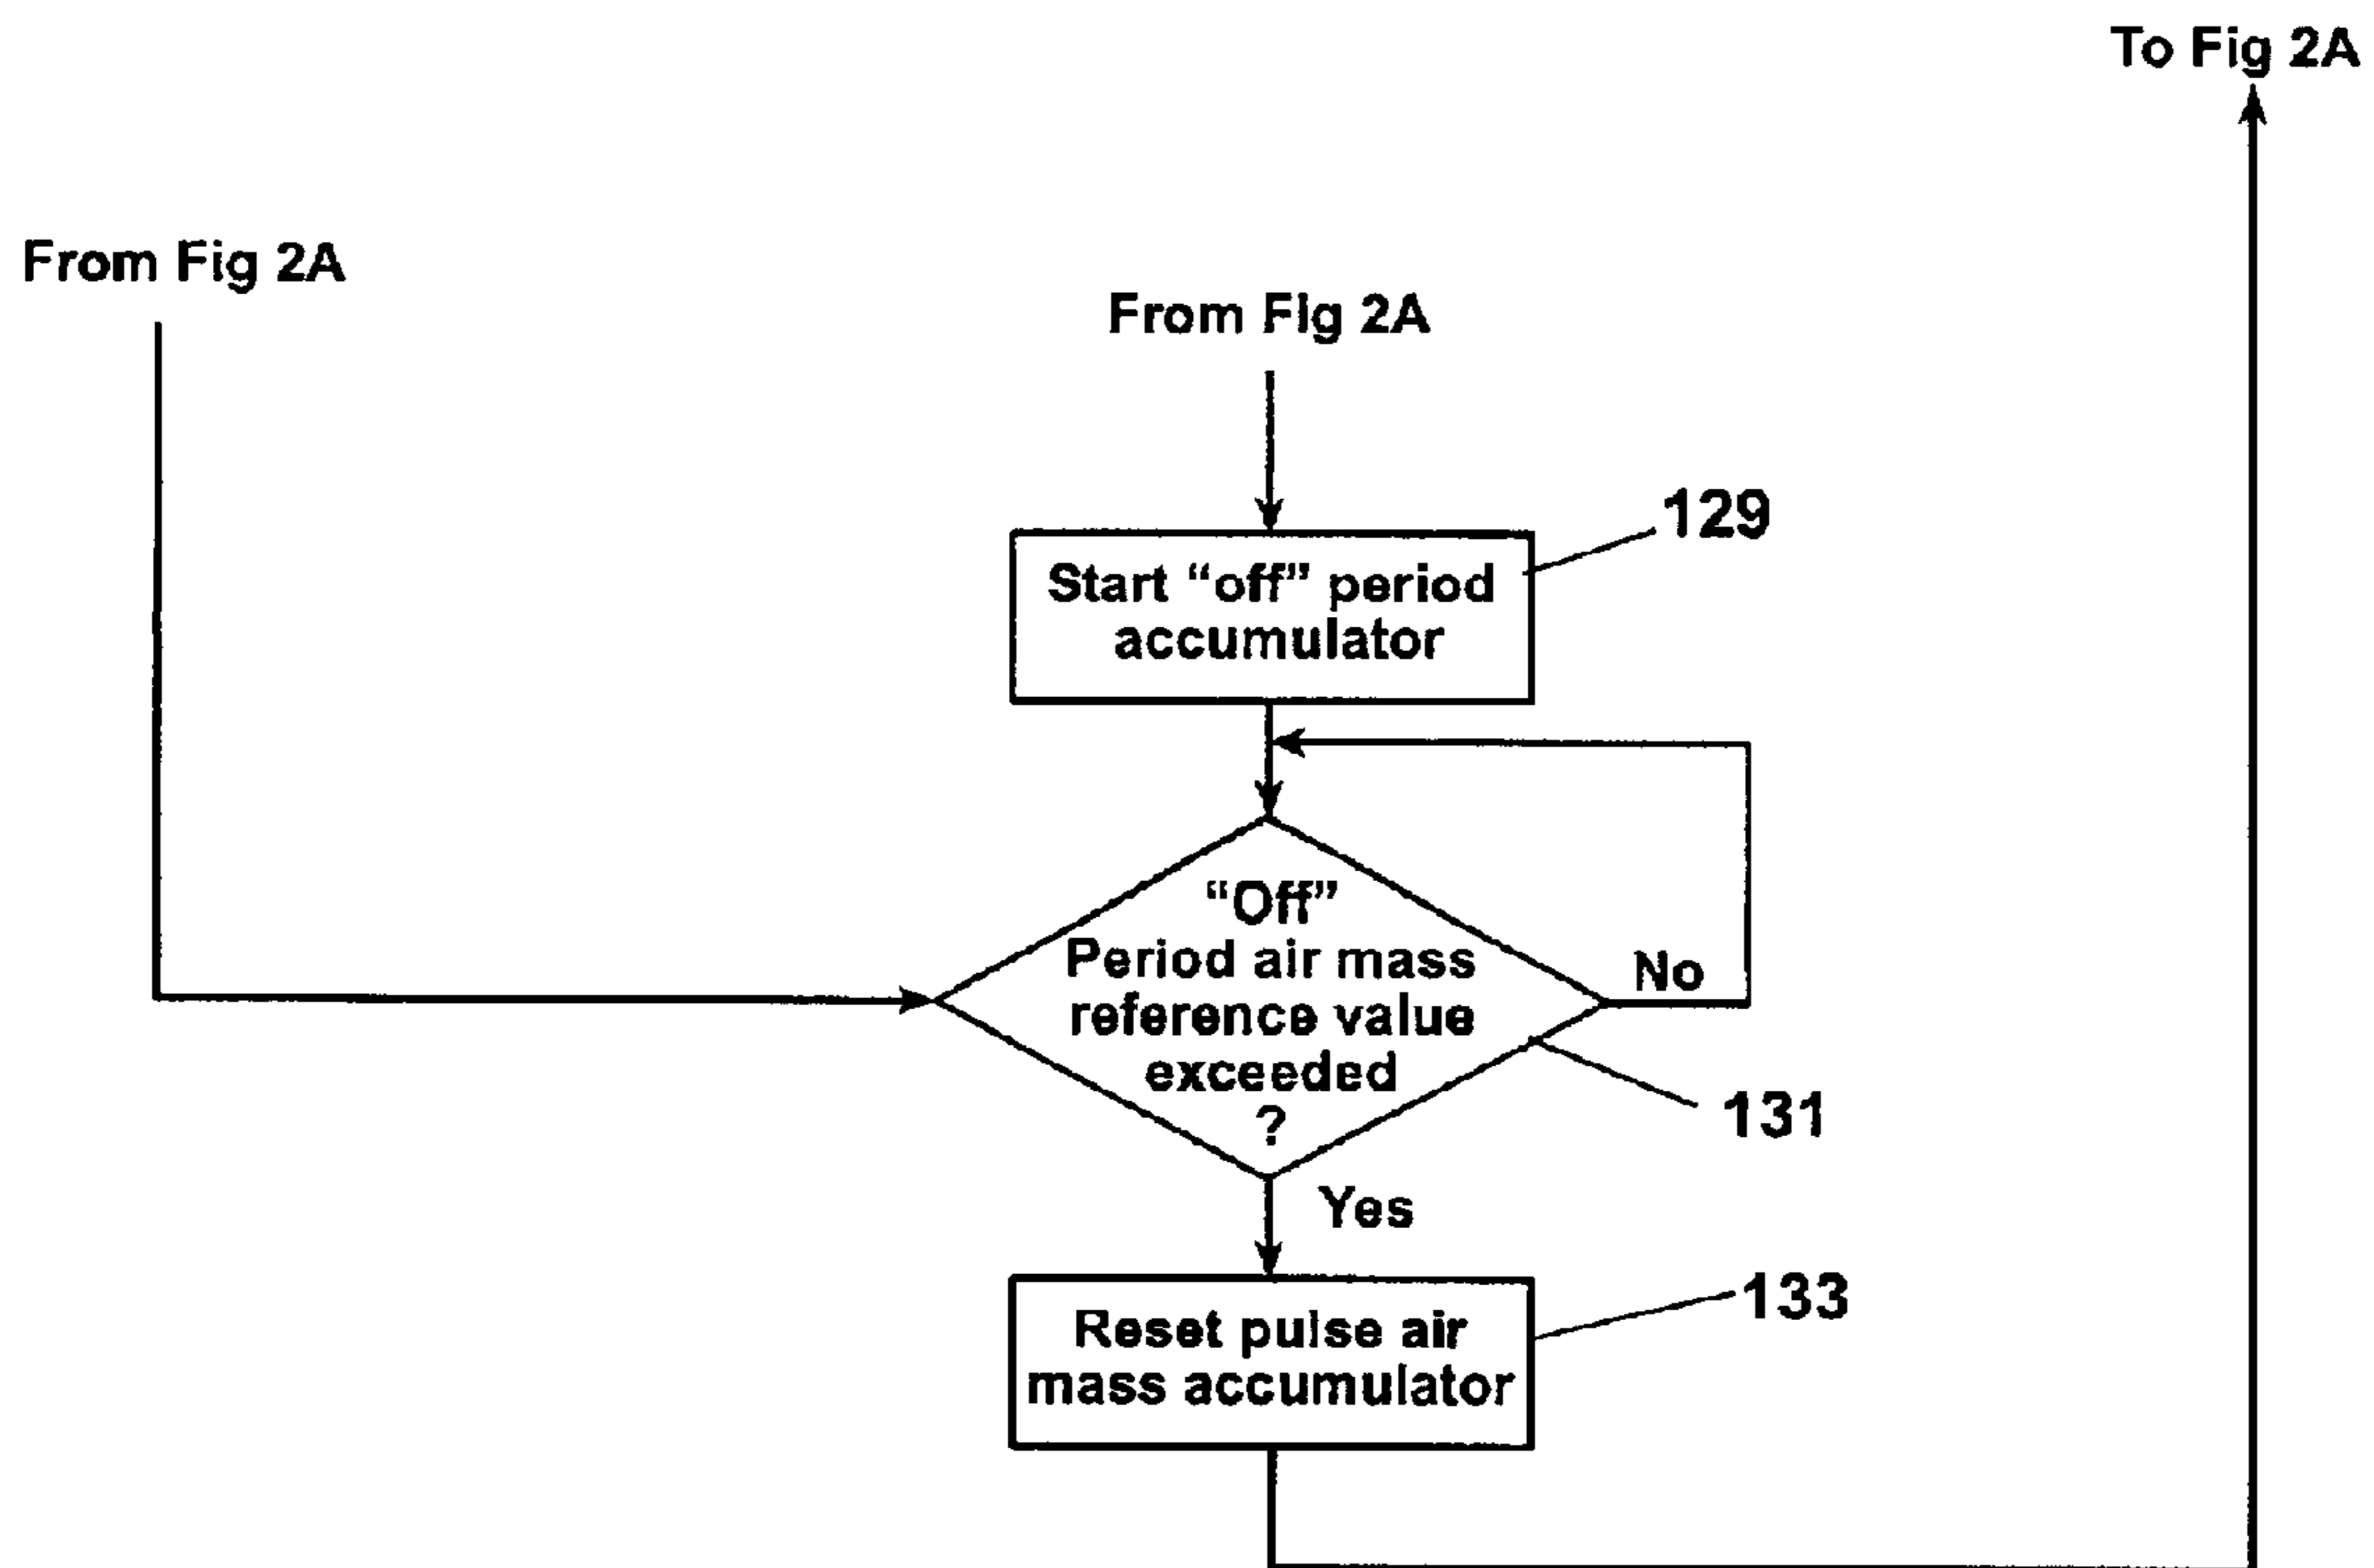 To Fig 2A
From Fig 2A
From Fig 2A
129
Start “off” period
accumulator
“Off”
Period air mass
reference value
exceeded
?
No
131
Yes
133
Reset pulse air
mass accumulator